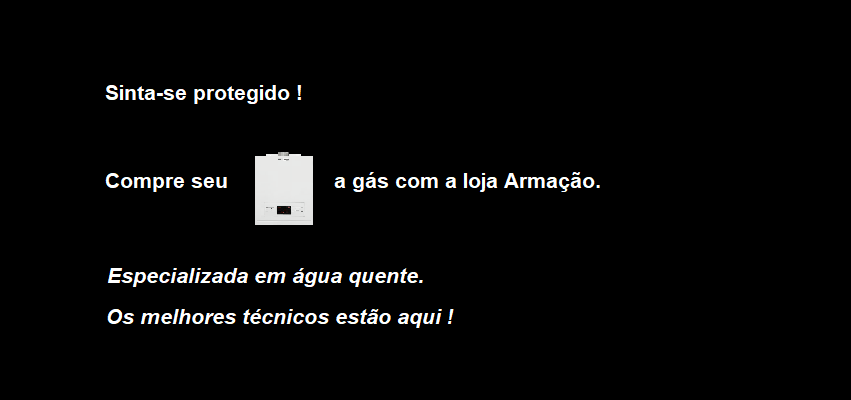 Sinta-se protegido !
Compre seu a gás com a loja Armação.
Especializada em água quente.
Os melhores técnicos estão aqui !